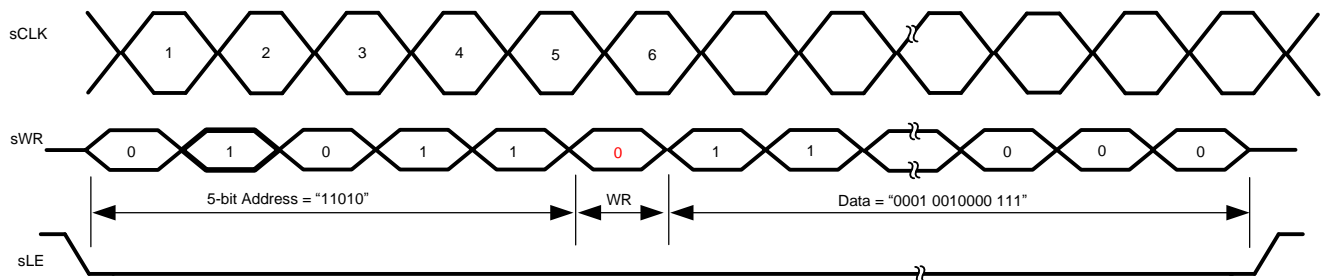 sCLK 1 2 3 4 5 6
sWR 0 1 0 1 1 0 1 1 0 0 0
5-bit Address = “11010” WR Data = “0001 0010000 111”
sLE